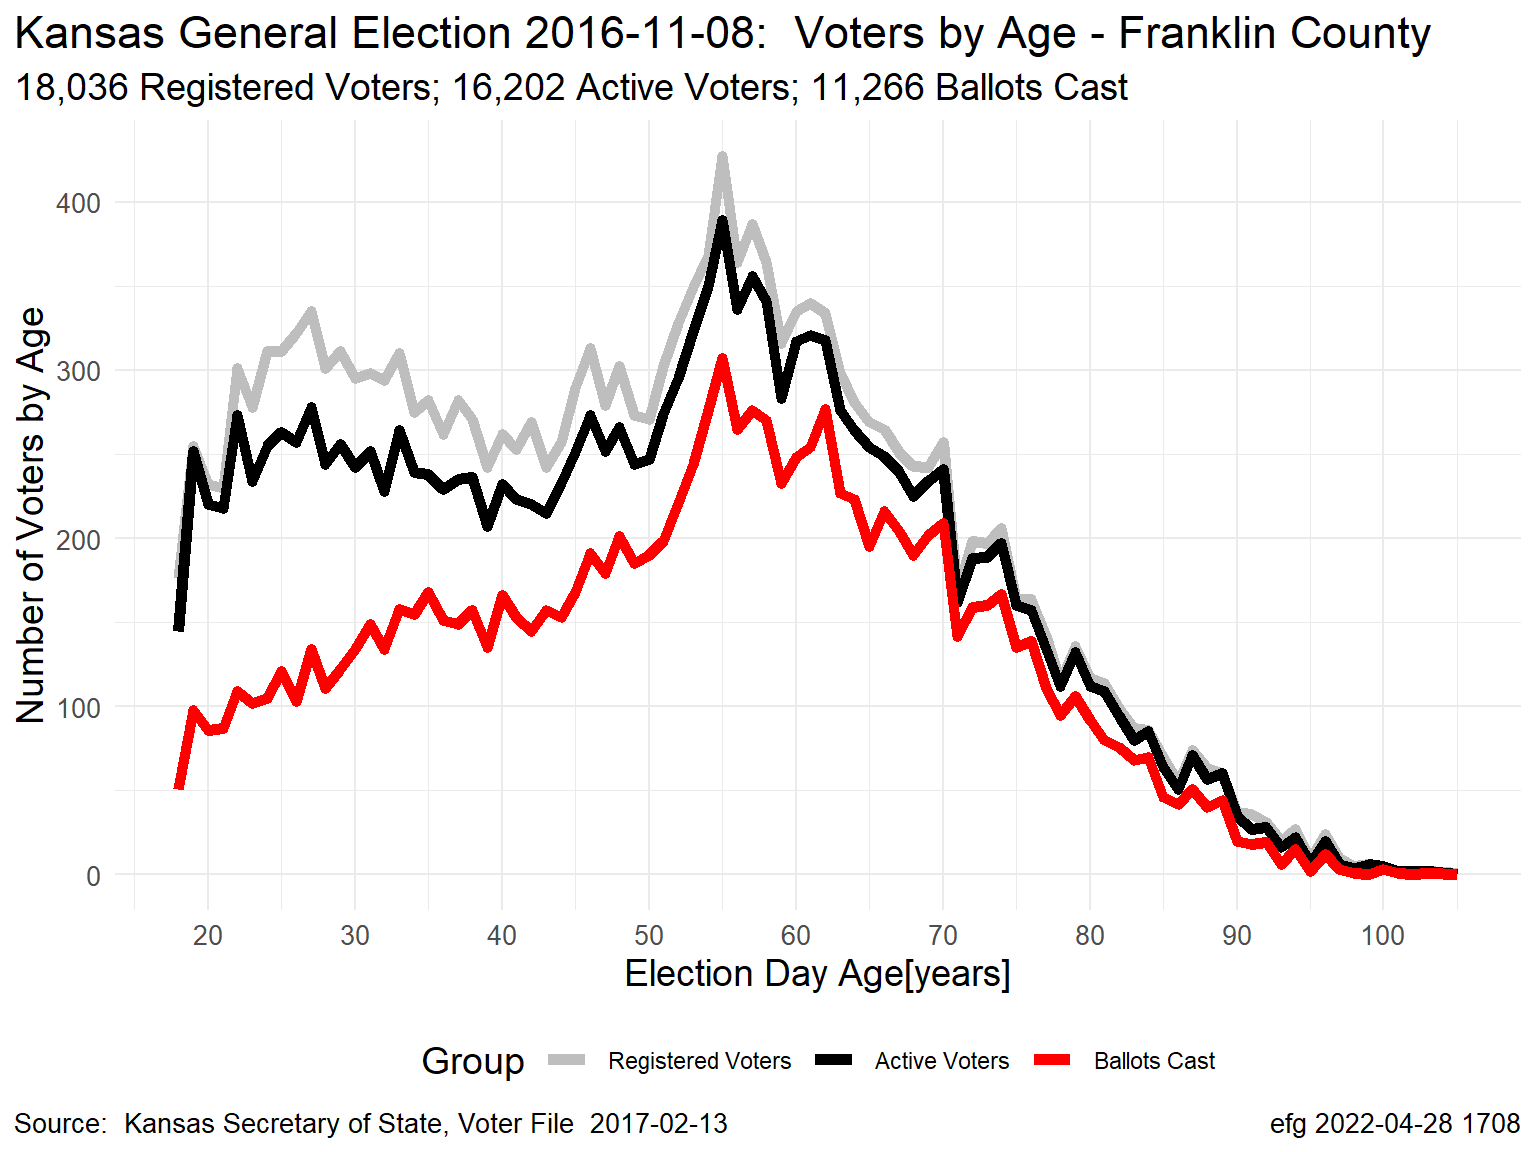 Kansas General Election 2016-11-08:  Voters by Age - Franklin County
18,036 Registered Voters; 16,202 Active Voters; 11,266 Ballots Cast
Number of Voters by Age
400
300
200
100
0
20 30 40 50 60 70 80 90 100
Election Day Age[years]
Group Registered Voters Active Voters Ballots Cast
Source:  Kansas Secretary of State, Voter File  2017-02-13
efg 2022-04-28 1708